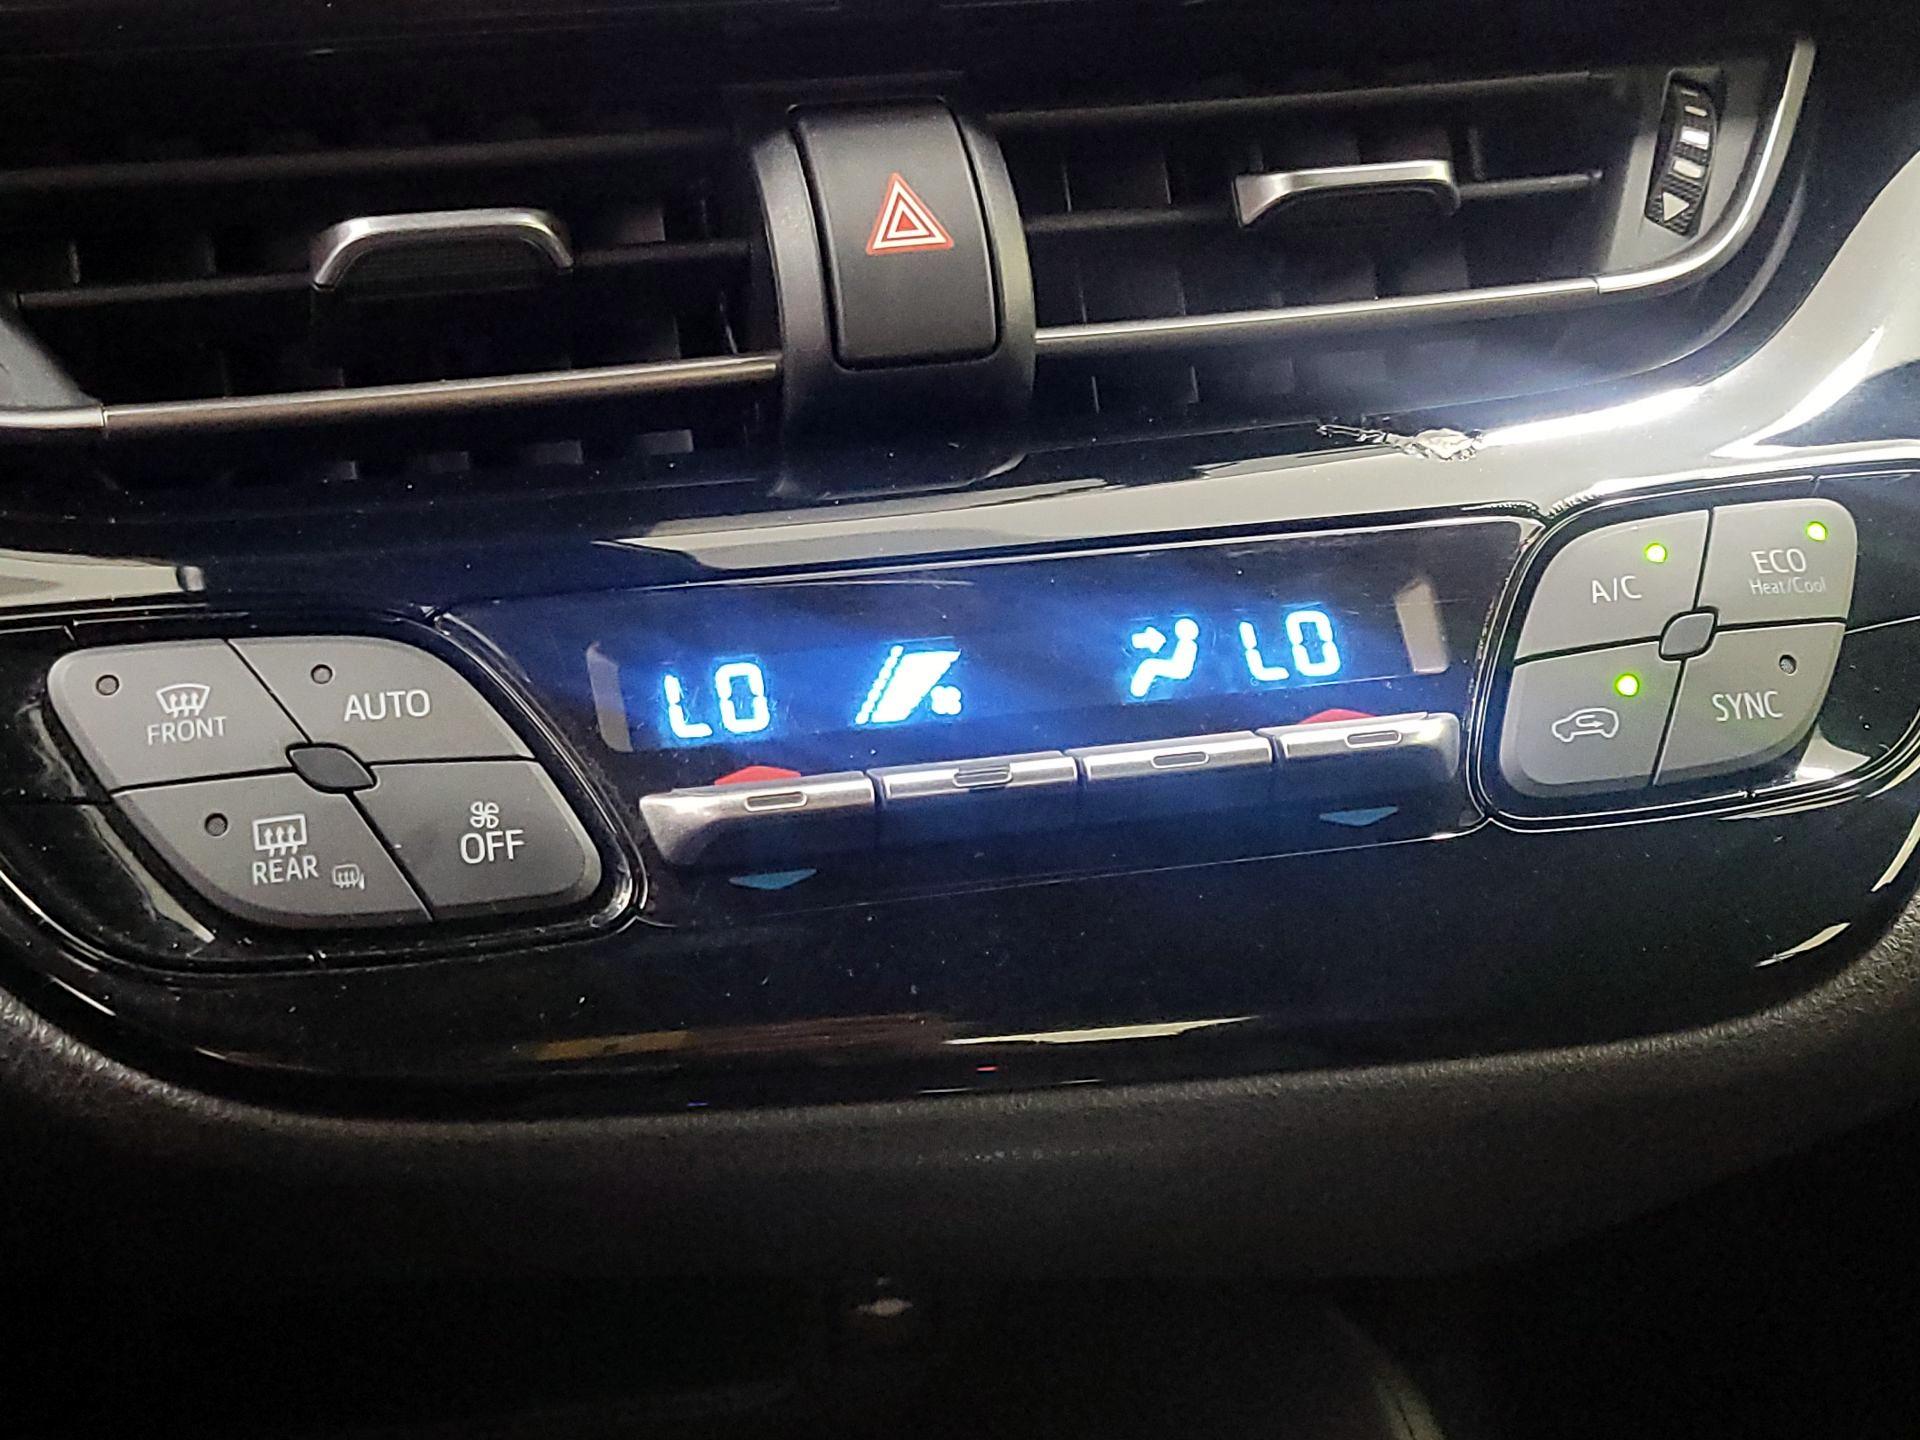 A/C
ECO
Heat/Cool
LO
LO
FRONT
AUTO
SYNC
REAR
OFF